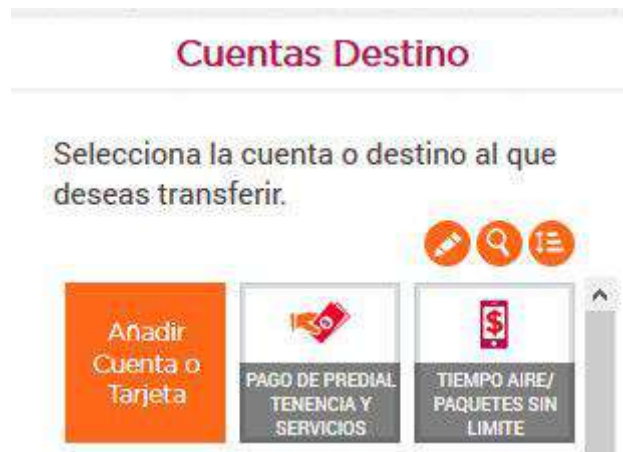 Cuentas Destino
Selecciona la cuenta o destino al que
deseas transferir.
Añadir
Cuenta o
Tarjeta
$
PAGO DE PREDIAL
TENENCIA Y
SERVICIOS
TIEMPO AIRE/
PAQUETES SIN
LIMITE